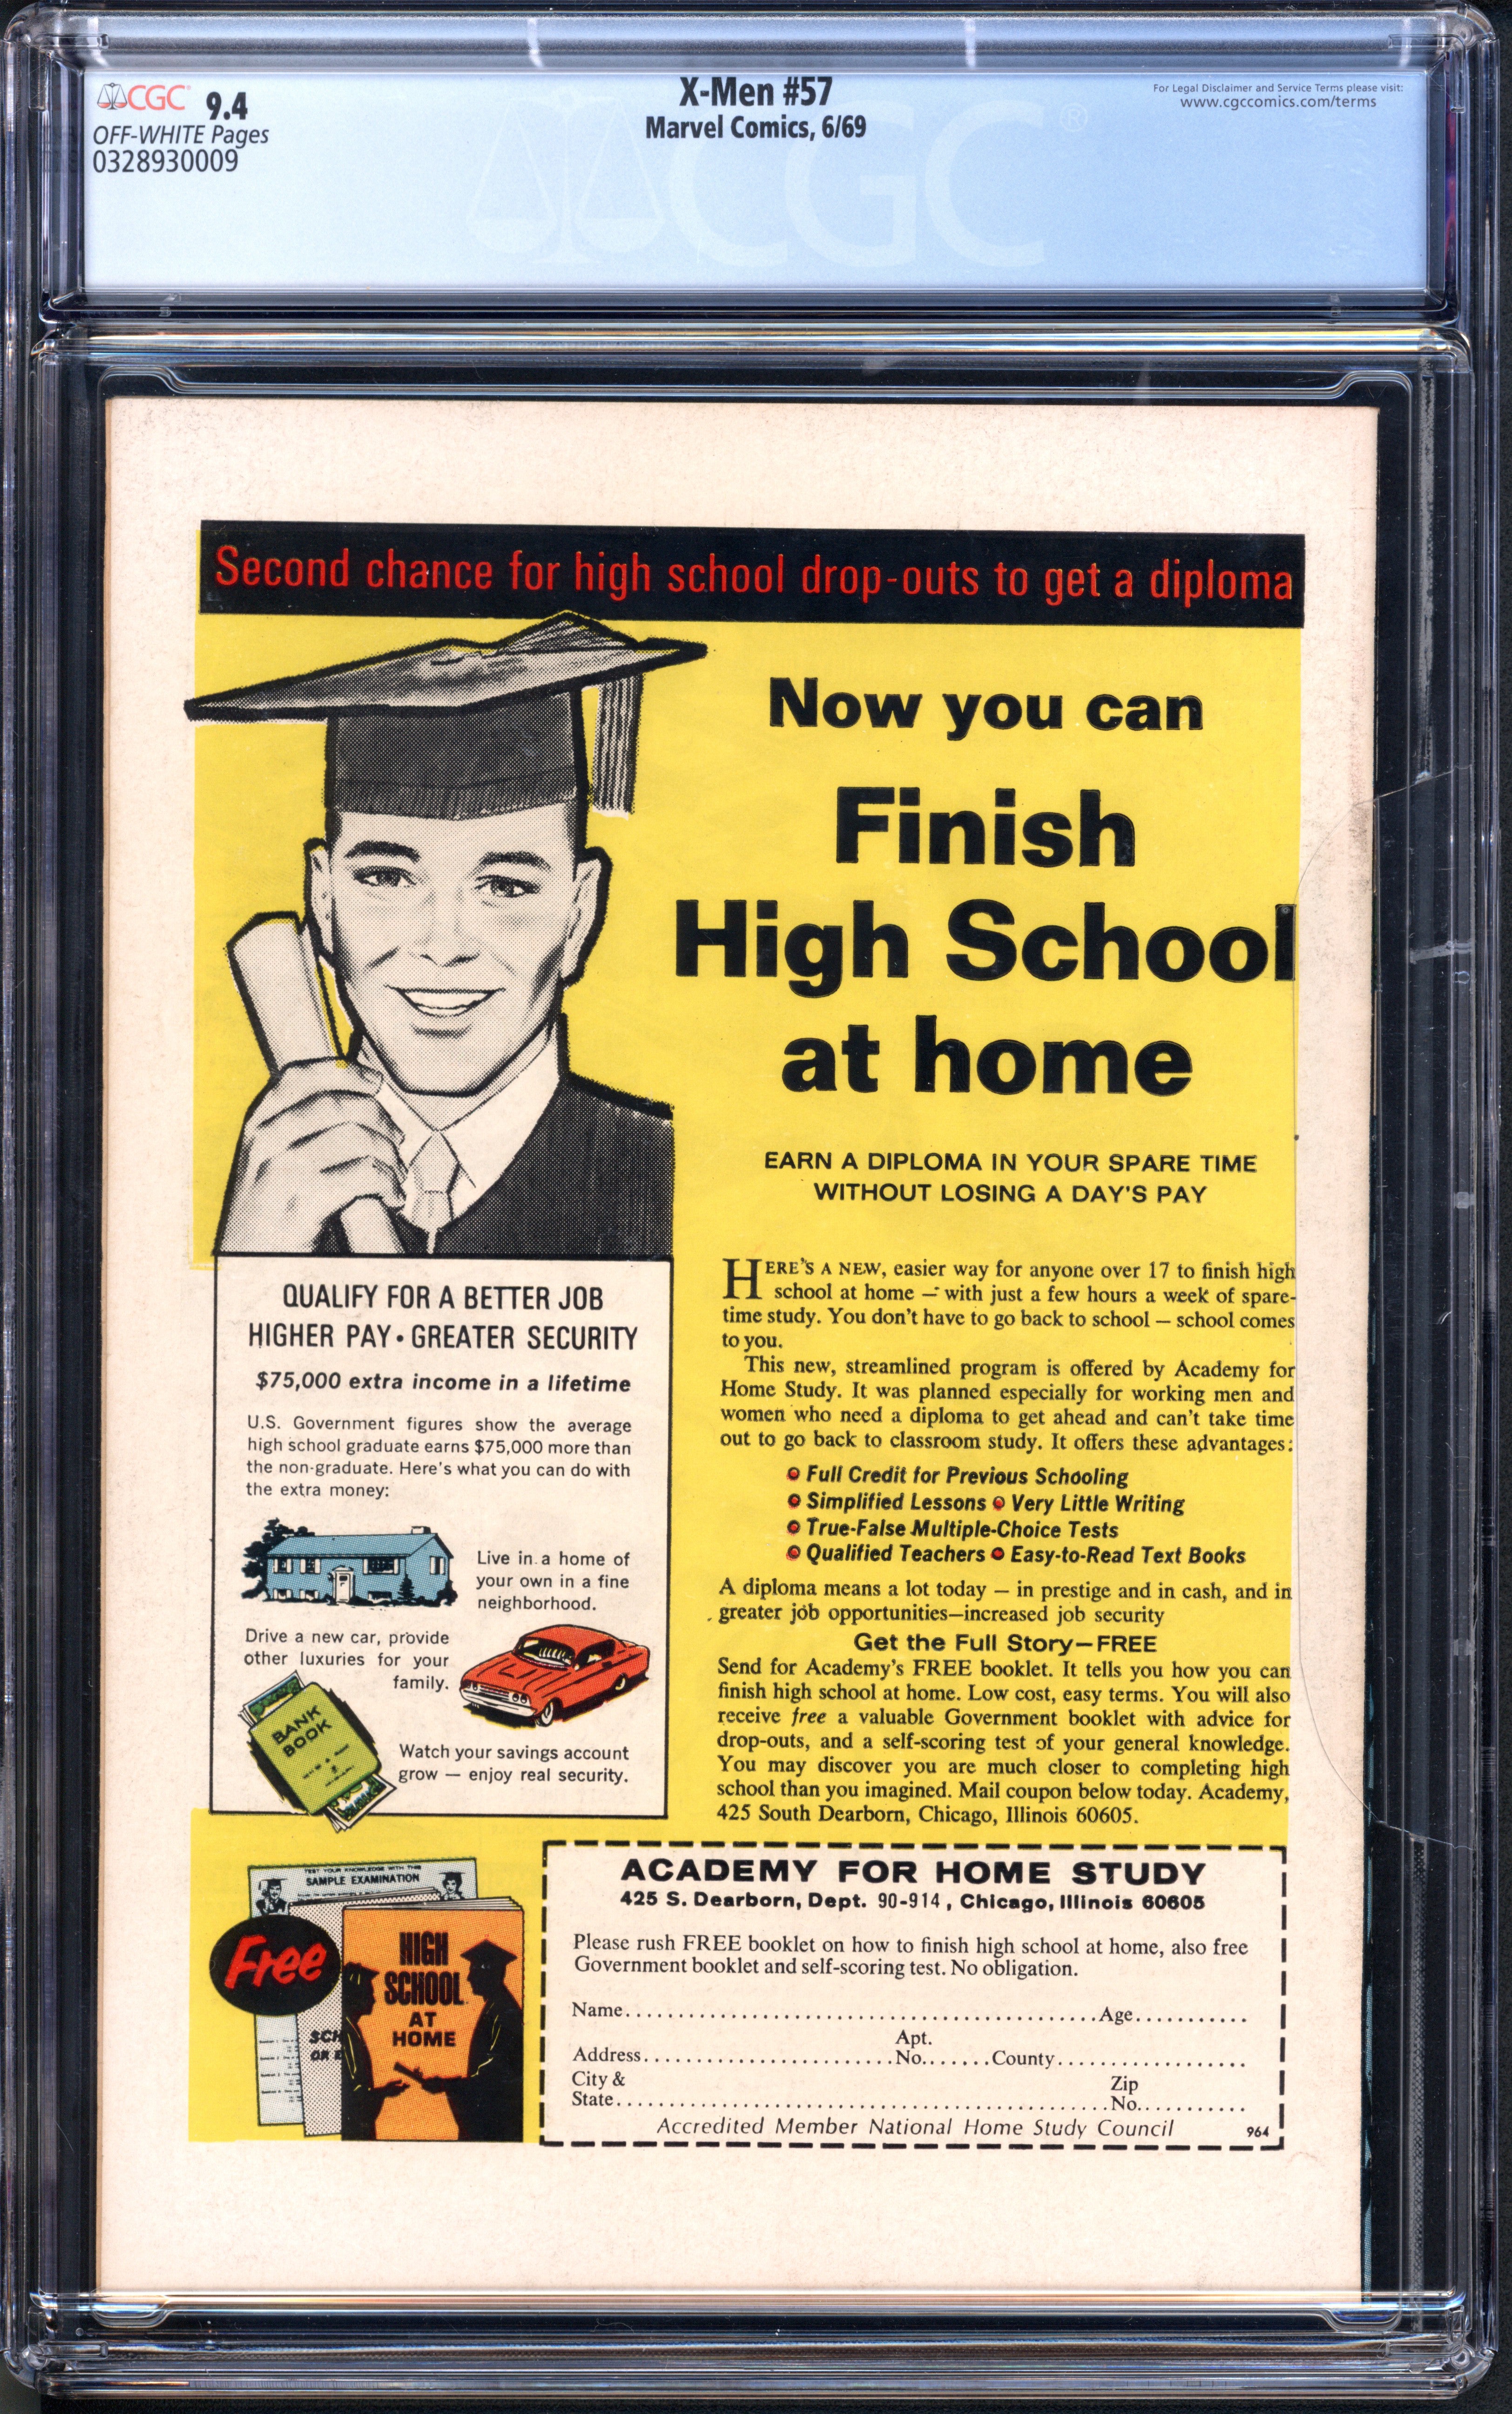 CGC 9.4
OFF-WHITE Pages
0328930009
X-Men #57
Marvel Comics, 6/69
For Legal Disclaimer and Service Terms please visit:
www.cgccomics.com/terms
CGC ®
Second chance for high school drop-outs to get a diploma
Now you can
Finish
High School
at home
EARN A DIPLOMA IN YOUR SPARE TIME
WITHOUT LOSING A DAY'S PAY
HERE'S A NEW, easier way for anyone over 17 to finish high
school at home — with just a few hours a week of spare-
time study. You don't have to go back to school — school comes
to you.
This new, streamlined program is offered by Academy for
Home Study. It was planned especially for working men and
women who need a diploma to get ahead and can't take time
out to go back to classroom study. It offers these advantages:
Full Credit for Previous Schooling
Simplified Lessons • Very Little Writing
True-False Multiple-Choice Tests
Qualified Teachers • Easy-to-Read Text Books
A diploma means a lot today — in prestige and in cash, and in
greater job opportunities—increased job security
Get the Full Story—FREE
Send for Academy's FREE booklet. It tells you how you can
finish high school at home. Low cost, easy terms. You will also
receive free a valuable Government booklet with advice for
drop-outs, and a self-scoring test of your general knowledge.
You may discover you are much closer to completing high
school than you imagined. Mail coupon below today. Academy,
425 South Dearborn, Chicago, Illinois 60605.
QUALIFY FOR A BETTER JOB
HIGHER PAY • GREATER SECURITY
$75,000 extra income in a lifetime
U.S. Government figures show the average
high school graduate earns $75,000 more than
the non-graduate. Here's what you can do with
the extra money:
Live in a home of
your own in a fine
neighborhood.
Drive a new car, provide
other luxuries for your
family.
BANK
BOOK
Watch your savings account
grow — enjoy real security.
TEST YOUR KNOWLEDGE WITH THIS
SAMPLE EXAMINATION
Free
HIGH
SCHOOL
AT
HOME
SCH
OR
ACADEMY FOR HOME STUDY
425 S. Dearborn, Dept. 90-914, Chicago, Illinois 60605
Please rush FREE booklet on how to finish high school at home, also free
Government booklet and self-scoring test. No obligation.
Name..........Age..........
Apt.
Address..........No.......County..........
City & Zip
State..........No..........
Accredited Member National Home Study Council 964